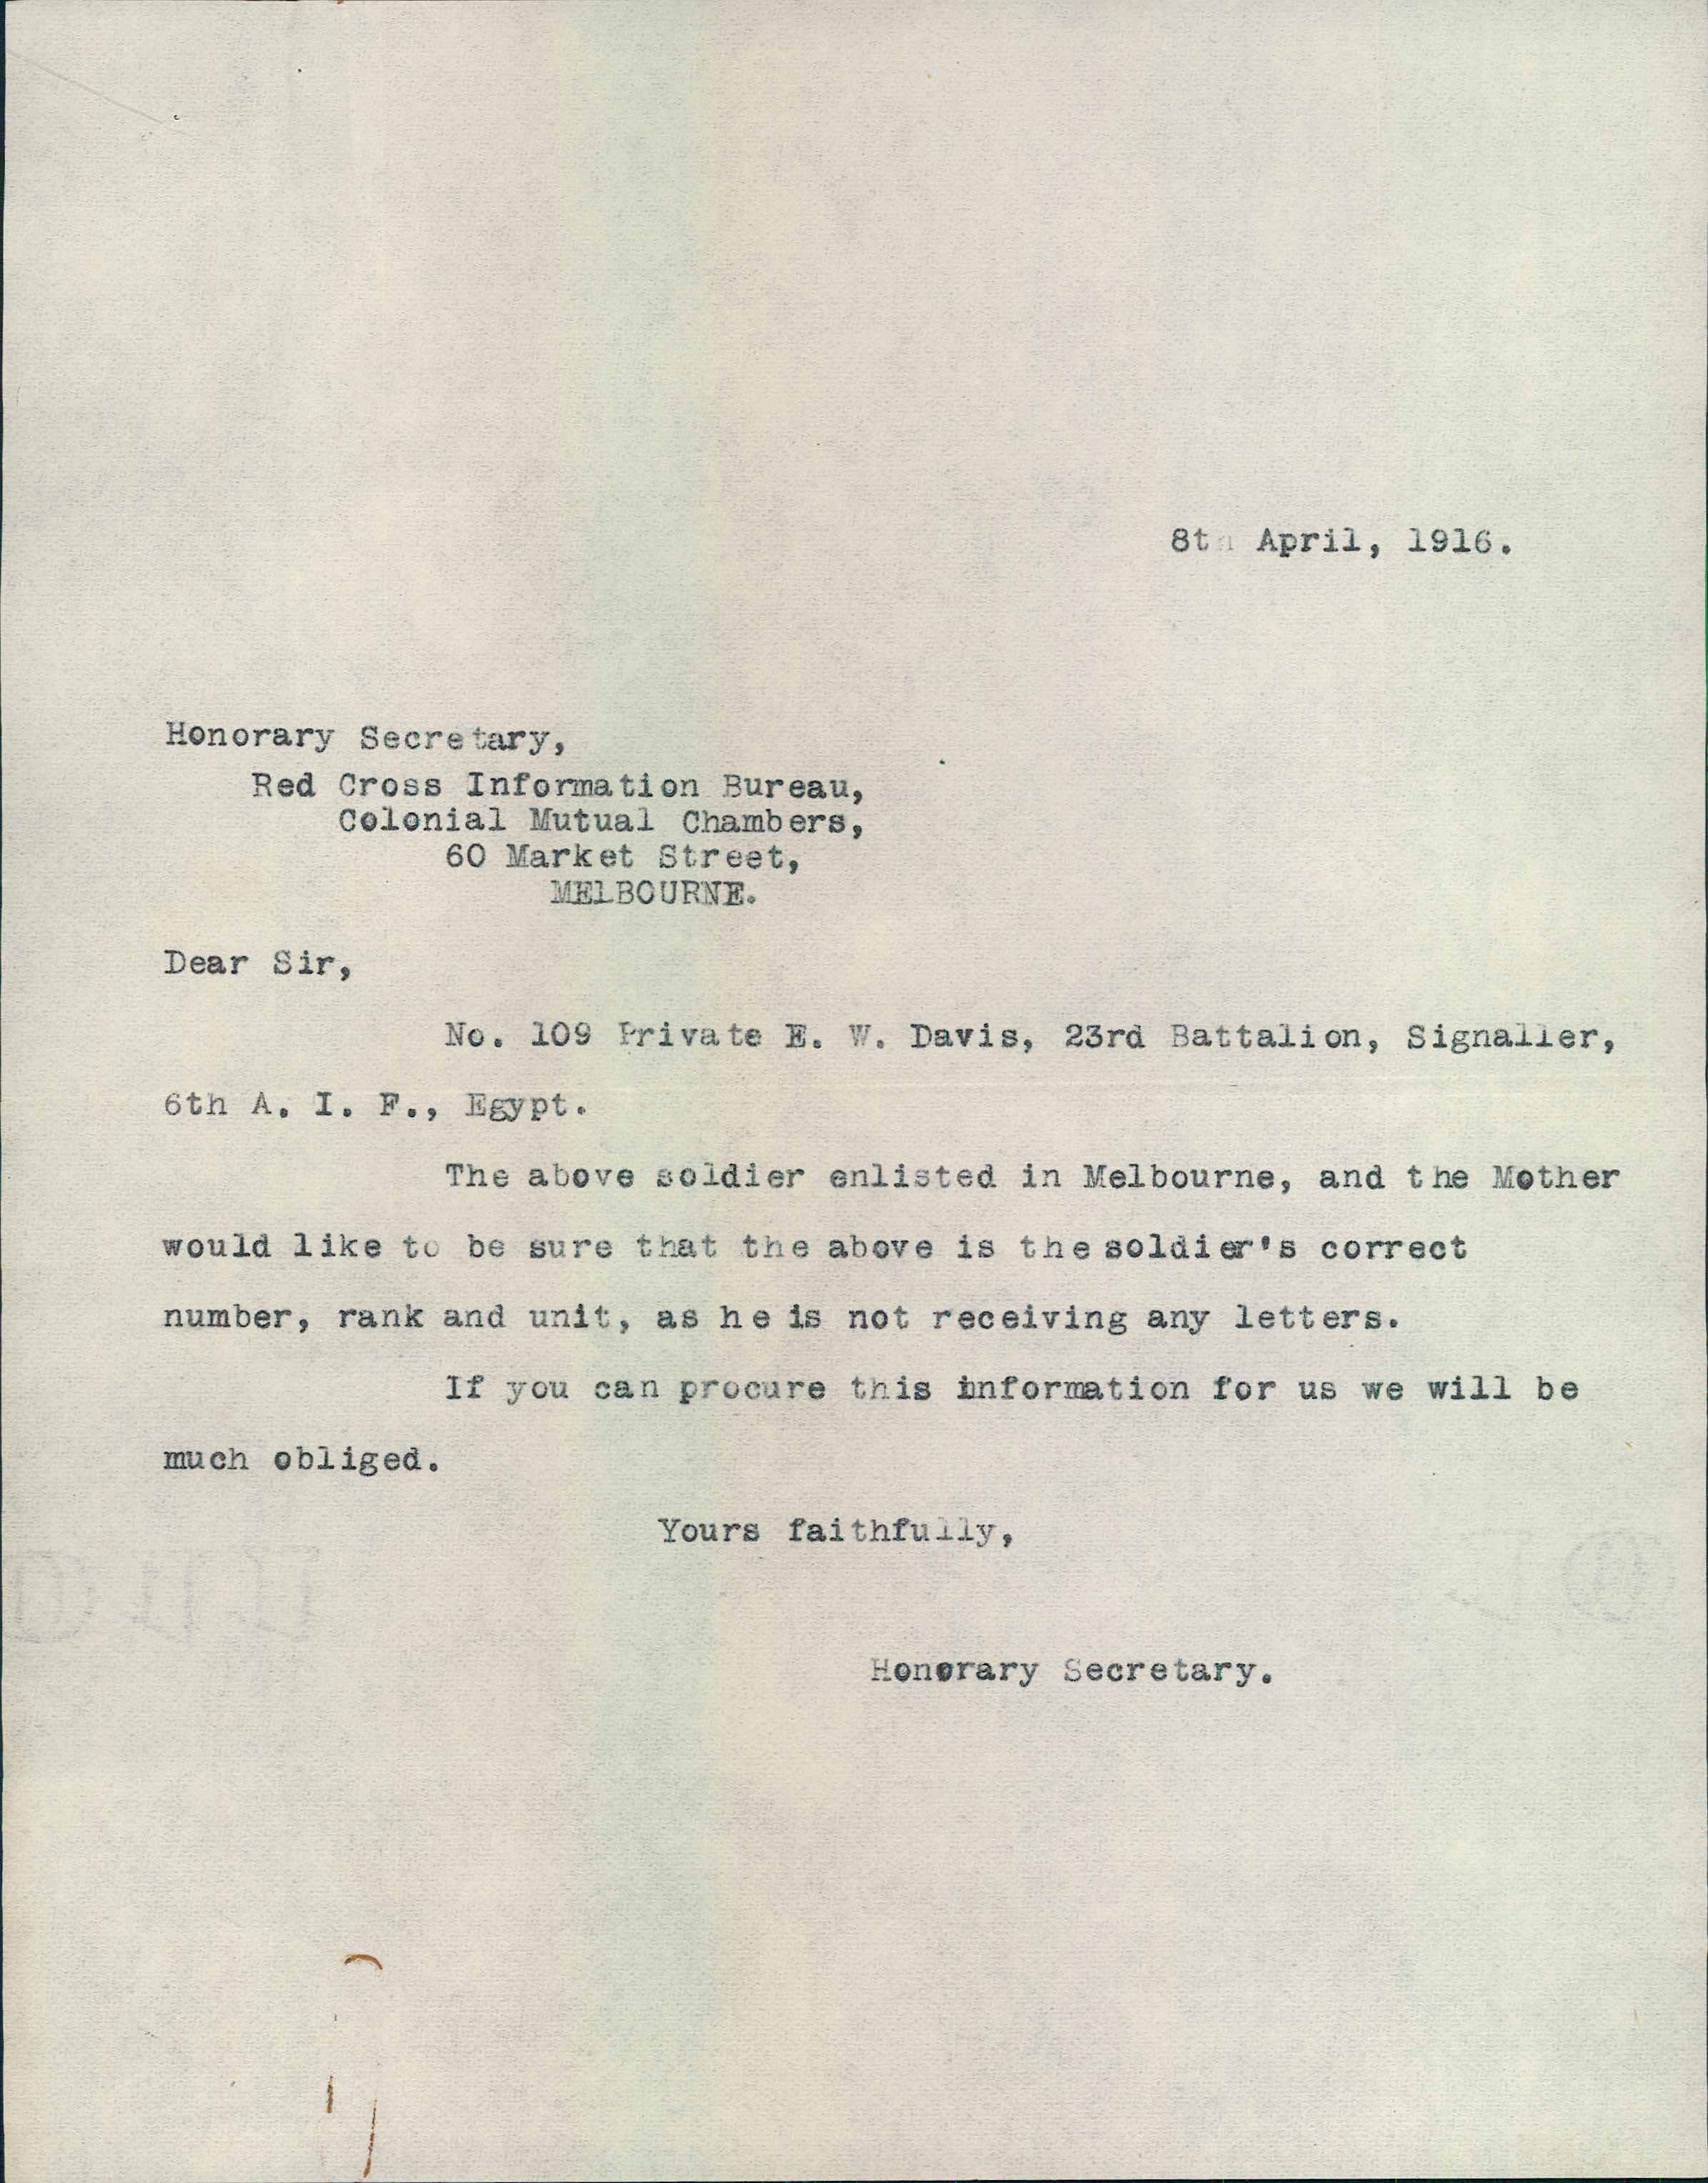 8th April, 1916.
Honorary Secretary,
Red Cross Information Bureau,
Colonial Mutual Chambers,
60 Market Street,
MELBOURNE.
Dear Sir,
No. 109 Private E. W. Davis, 23rd Battalion, Signaller,
6th A. I. F., Egypt.
The above soldier enlisted in Melbourne, and the Mother
would like to be sure that the above is the soldier's correct
number, rank and unit, as he is not receiving any letters.
If you can procure this information for us we will be
much obliged.
Yours faithfully,
Honorary Secretary.